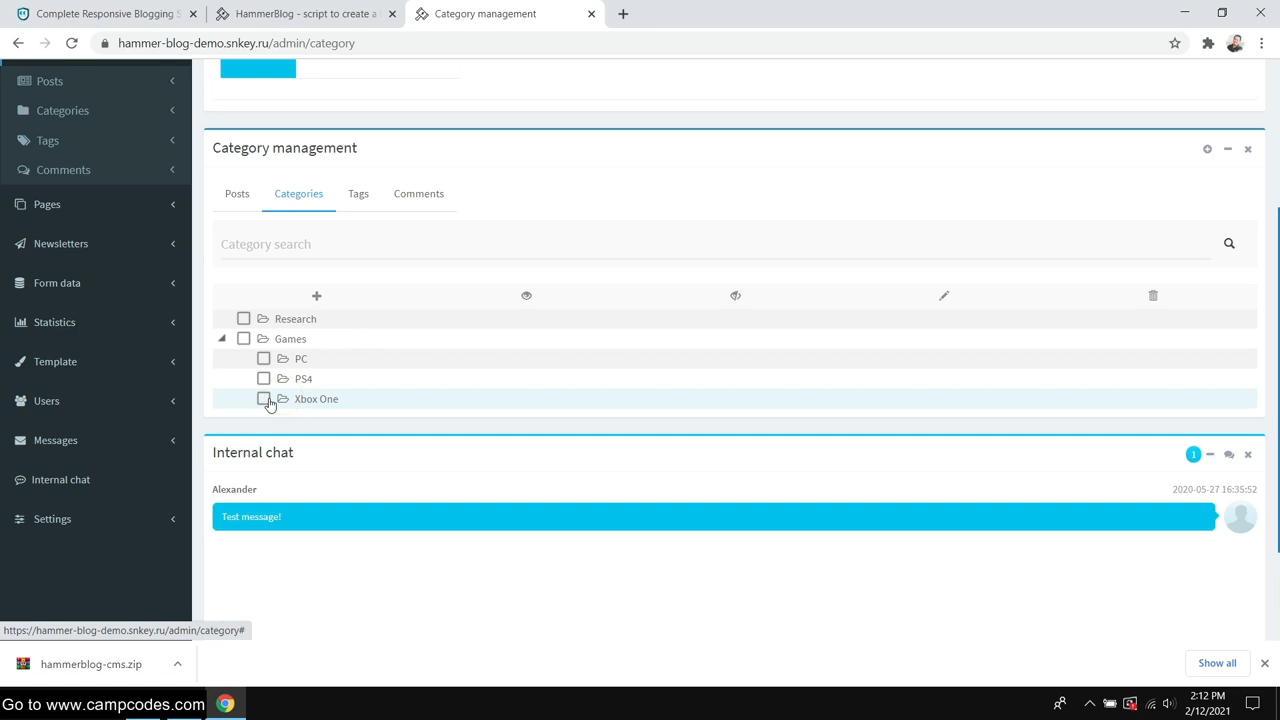 Complete Responsive Blogging S
HammerBlog - script to create a
Category management
hammer-blog-demo.snkey.ru/admin/category
Posts
Categories
Tags
Comments
Pages
Newsletters
Form data
Statistics
Template
Users
Messages
Internal chat
Settings
Category management
Posts
Categories
Tags
Comments
Category search
Research
Games
PC
PS4
Xbox One
Internal chat
1
Alexander
2020-05-27 16:35:52
Test message!
https://hammer-blog-demo.snkey.ru/admin/category#
hammerblog-cms.zip
Show all
Go to www.campcodes.com
2:12 PM
2/12/2021